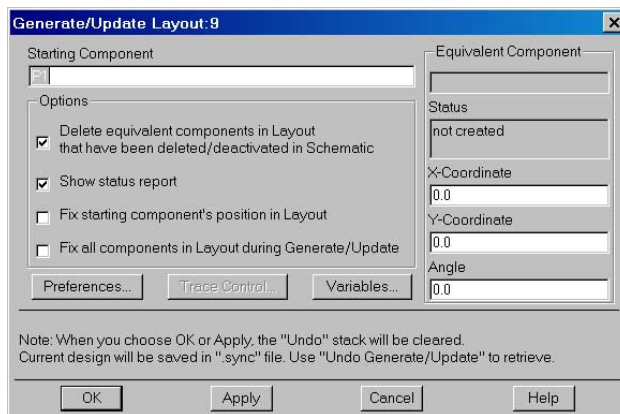 Generate/Update Layout:9
Starting Component
P1
Options
Delete equivalent components in Layout
that have been deleted/deactivated in Schematic
Show status report
Fix starting component's position in Layout
Fix all components in Layout during Generate/Update
Preferences...
Trace Control...
Variables...
Equivalent Component
Status
not created
X-Coordinate
0.0
Y-Coordinate
0.0
Angle
0.0
Note: When you choose OK or Apply, the "Undo" stack will be cleared.
Current design will be saved in ".sync" file. Use "Undo Generate/Update" to retrieve.
OK
Apply
Cancel
Help